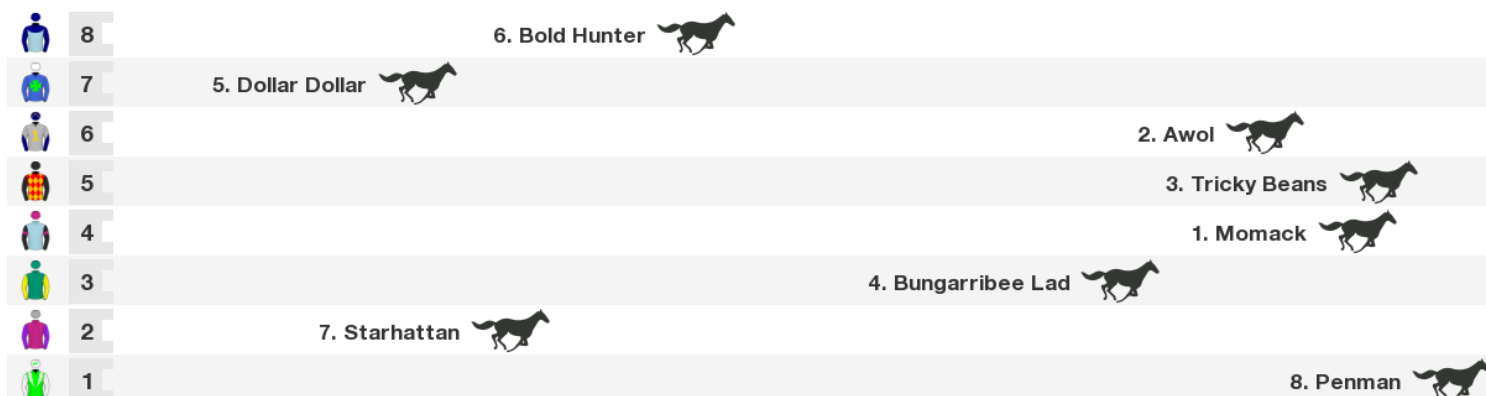 8 6. Bold Hunter
7 5. Dollar Dollar
6 2. Awol
5 3. Tricky Beans
4 1. Momack
3 4. Bungarribee Lad
2 7. Starhattan
1 8. Penman